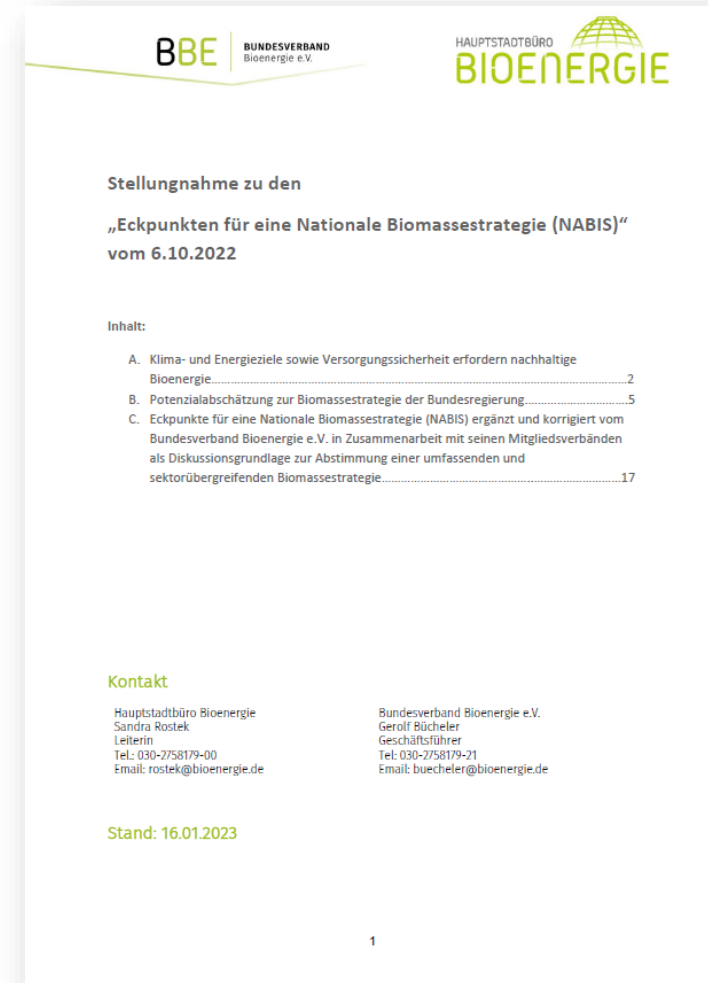 BBE
BUNDESVERBAND
Bioenergie e.V.
HAUPTSTADTBÜRO
BIOENERGIE
Stellungnahme zu den
„Eckpunkten für eine Nationale Biomassestrategie (NABIS)“
vom 6.10.2022
Inhalt:
A. Klima- und Energieziele sowie Versorgungssicherheit erfordern nachhaltige
Bioenergie.....................................................................................................2
B. Potenzialabschätzung zur Biomassestrategie der Bundesregierung............................5
C. Eckpunkte für eine Nationale Biomassestrategie (NABIS) ergänzt und korrigiert vom
Bundesverband Bioenergie e.V. in Zusammenarbeit mit seinen Mitgliedsverbänden
als Diskussionsgrundlage zur Abstimmung einer umfassenden und
sektorübergreifenden Biomassestrategie..........................................................17
Kontakt
Hauptstadtbüro Bioenergie
Sandra Rostek
Leiterin
Tel.: 030-2758179-00
Email: rostek@bioenergie.de
Bundesverband Bioenergie e.V.
Gerolf Bücheler
Geschäftsführer
Tel: 030-2758179-21
Email: buecheler@bioenergie.de
Stand: 16.01.2023
1